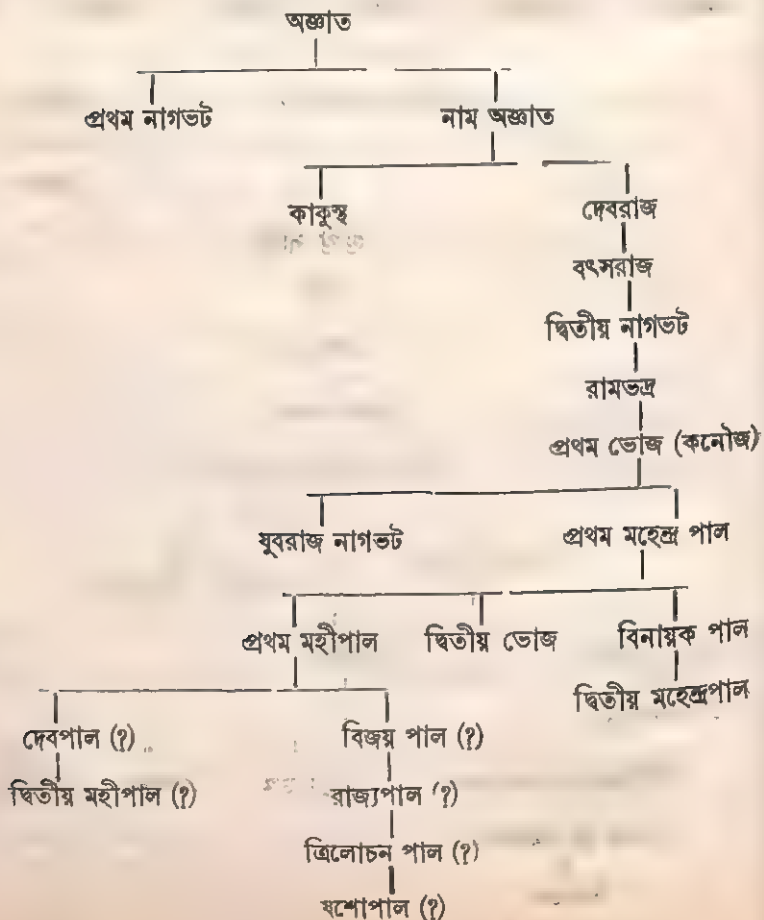 অজ্ঞাত
প্রথম নাগভট নাম অজ্ঞাত
কাকুস্থ দেবরাজ
বৎসরাজ
দ্বিতীয় নাগভট
রামভদ্র
প্রথম ভোজ (কনৌজ)
যুবরাজ নাগভট প্রথম মহেন্দ্র পাল
প্রথম মহীপাল দ্বিতীয় ভোজ বিনায়ক পাল
দ্বিতীয় মহেন্দ্রপাল
দেবপাল (?) বিজয় পাল (?)
দ্বিতীয় মহীপাল (?) রাজ্যপাল (?)
ত্রিলোচন পাল (?)
যশোপাল (?)